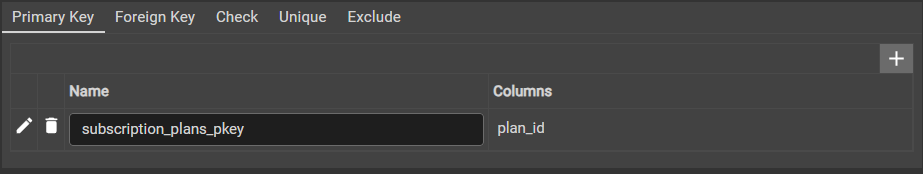 Primary Key Foreign Key Check Unique Exclude
Name Columns
subscription_plans_pkey plan_id